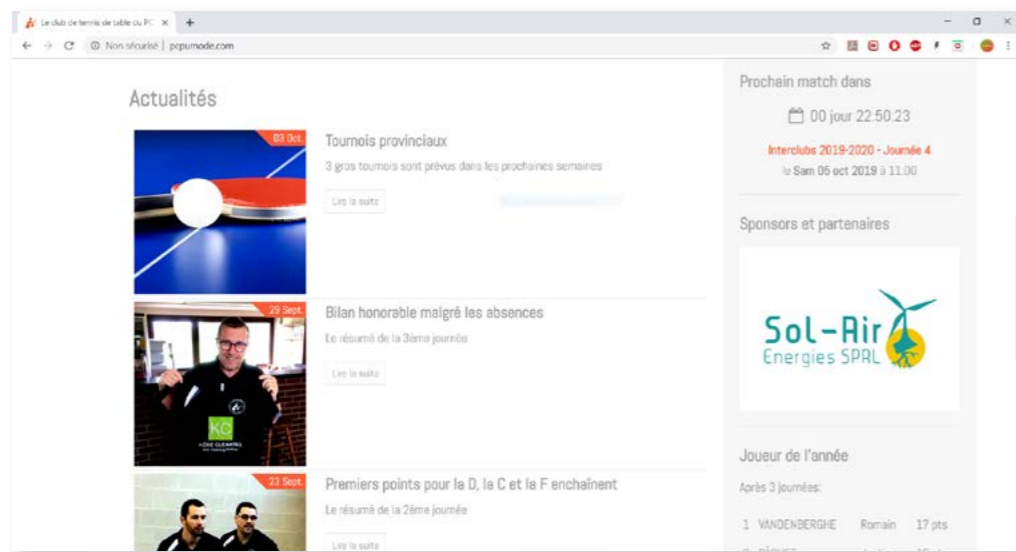 Le club de tennis de table du PC
Non sécurisé | pcpumode.com
Actualités
03 Oct.
Tournois provinciaux
3 gros tournois sont prévus dans les prochaines semaines
Lire la suite
29 Sept.
Bilan honorable malgré les absences
Le résumé de la 3ème journée
Lire la suite
KC
23 Sept.
Premiers points pour la D, la C et la F enchaînent
Le résumé de la 2ème journée
Lire la suite
Prochain match dans
00 jour 22:50:23
Interclubs 2019-2020 - Journée 4
le Sam 05 oct 2019 à 11:00
Sponsors et partenaires
Sol-Air
Energies SPRL
Joueur de l'année
Après 3 journées:
1 VANDENBERGHE Romain 17 pts